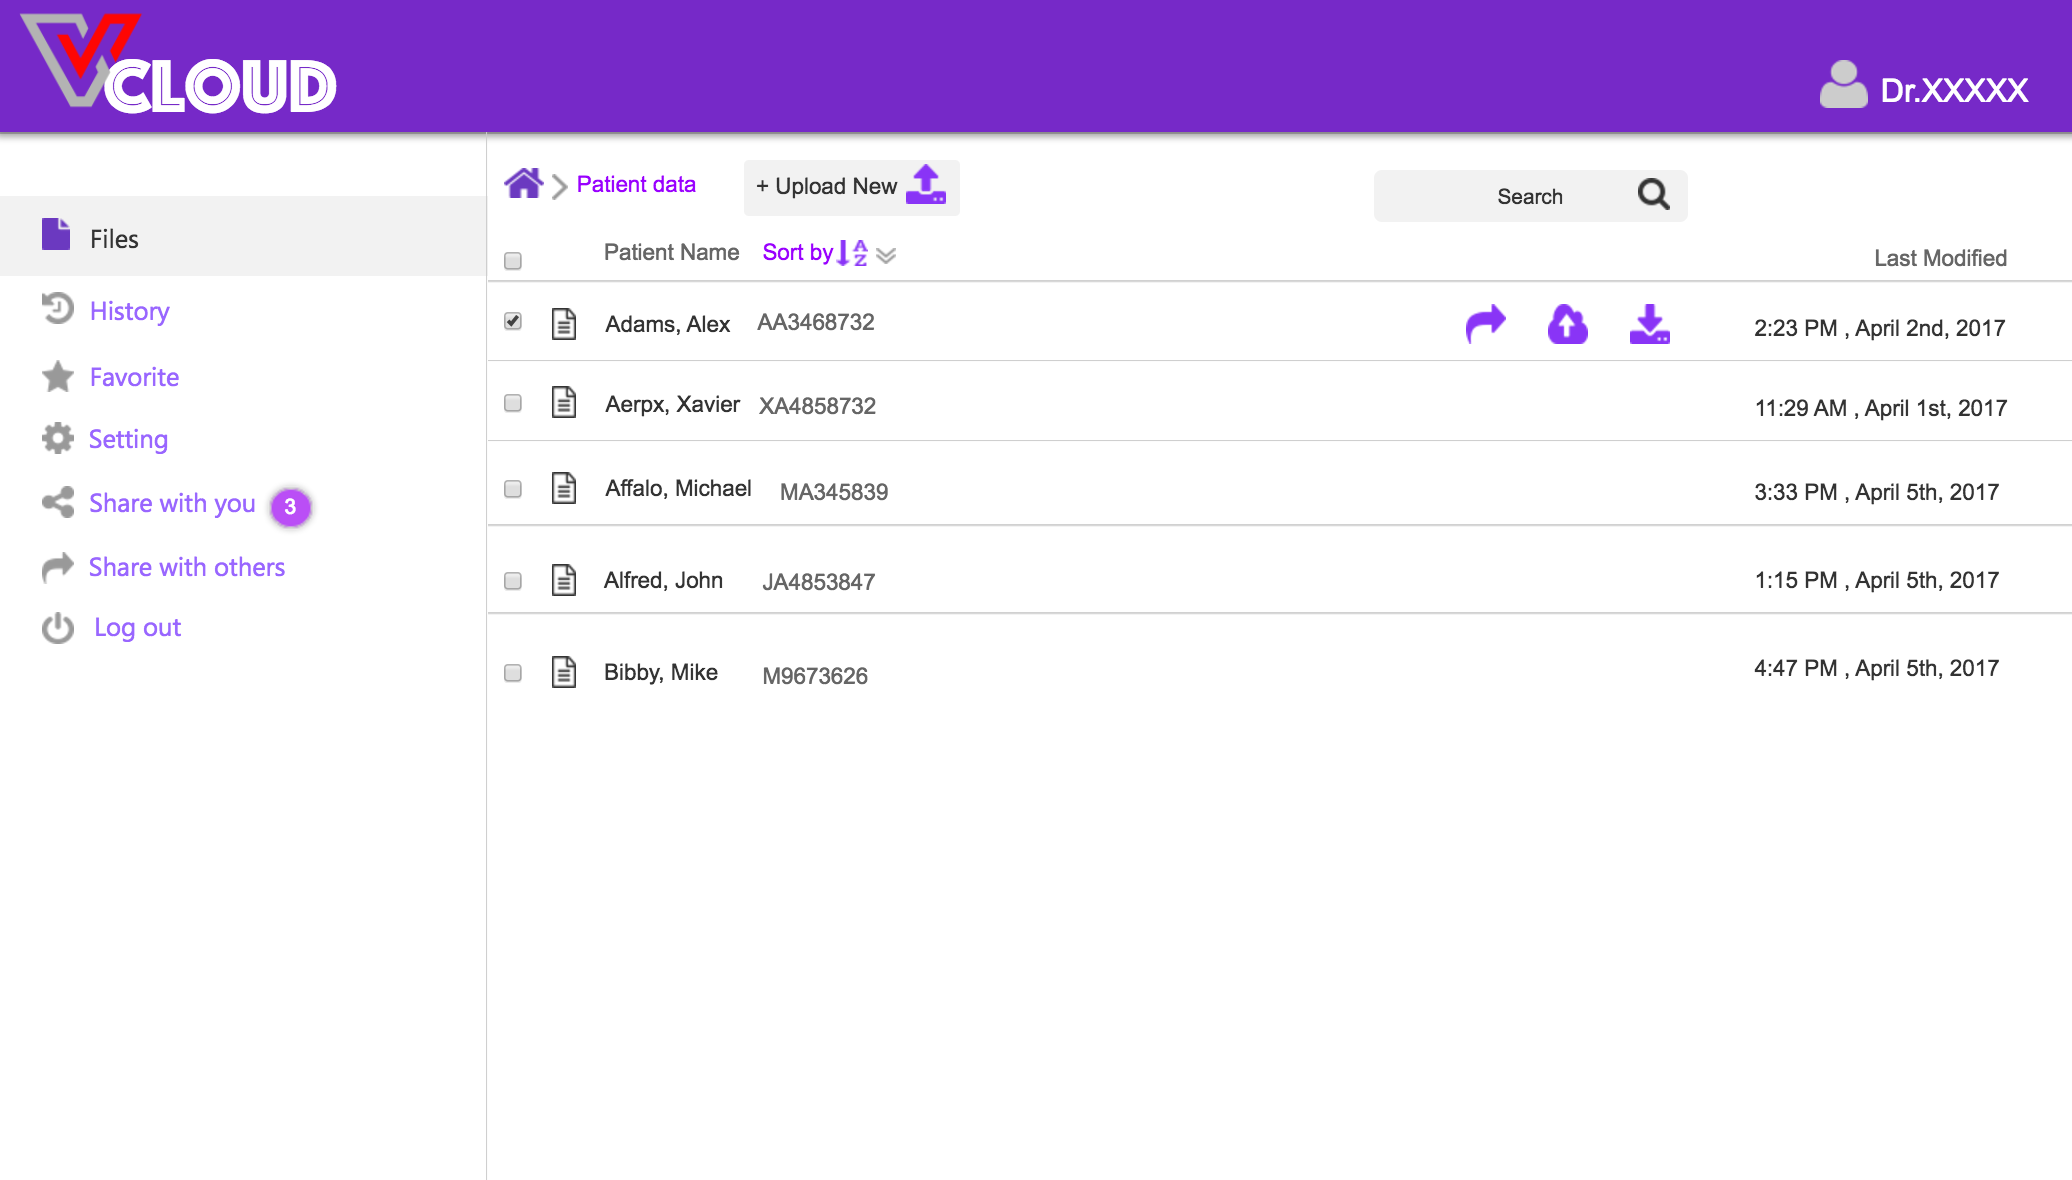 VCLOUD
Dr.XXXXX
Patient data
+ Upload New
Search
Files
History
Favorite
Setting
Share with you 3
Share with others
Log out
Patient Name Sort by AZ Last Modified
Adams, Alex AA3468732 2:23 PM , April 2nd, 2017
Aerpx, Xavier XA4858732 11:29 AM , April 1st, 2017
Affalo, Michael MA345839 3:33 PM , April 5th, 2017
Alfred, John JA4853847 1:15 PM , April 5th, 2017
Bibby, Mike M9673626 4:47 PM , April 5th, 2017